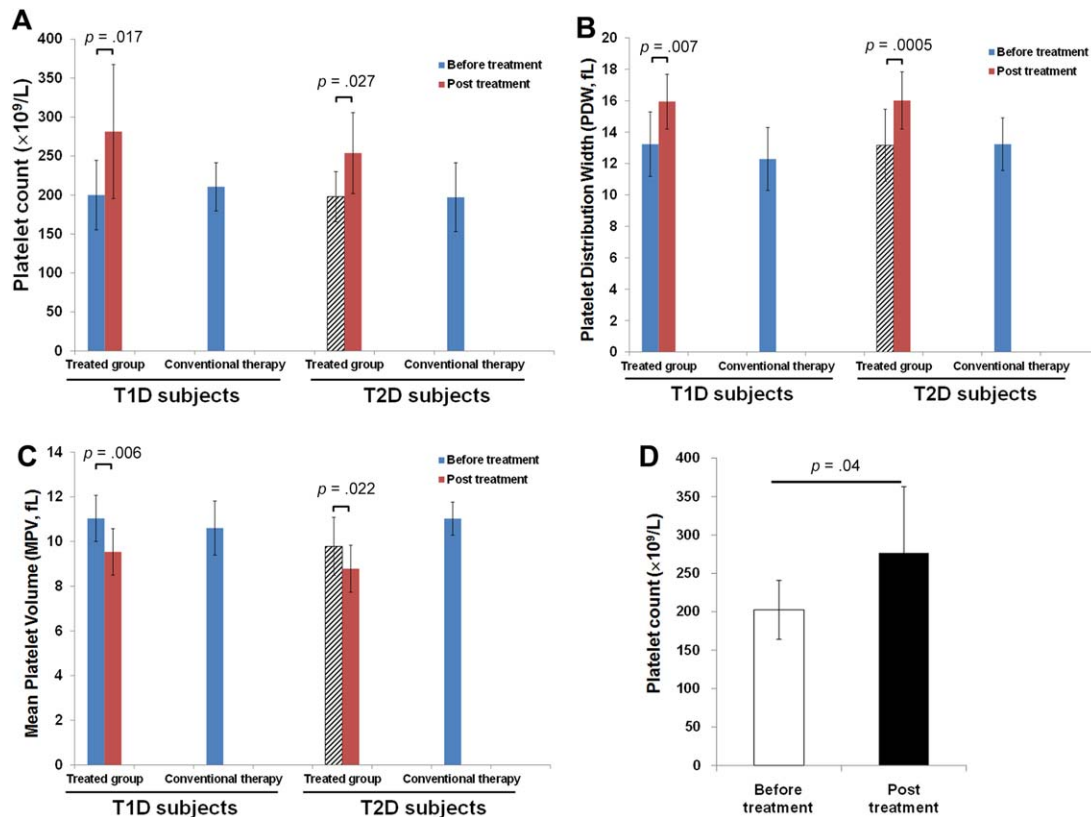 A
Platelet count (×10⁹/L)
400
350
300
250
200
150
100
50
0
p = .017
p = .027
Before treatment
Post treatment
Treated group Conventional therapy Treated group Conventional therapy
T1D subjects T2D subjects
B
Platelet Distribution Width (PDW, fL)
20
18
16
14
12
10
8
6
4
2
0
p = .007
p = .0005
Before treatment
Post treatment
Treated group Conventional therapy Treated group Conventional therapy
T1D subjects T2D subjects
C
Mean Platelet Volume (MPV, fL)
14
12
10
8
6
4
2
0
p = .006
p = .022
Before treatment
Post treatment
Treated group Conventional therapy Treated group Conventional therapy
T1D subjects T2D subjects
D
Platelet count (×10⁹/L)
400
350
300
250
200
150
100
50
0
p = .04
Before Post
treatment treatment